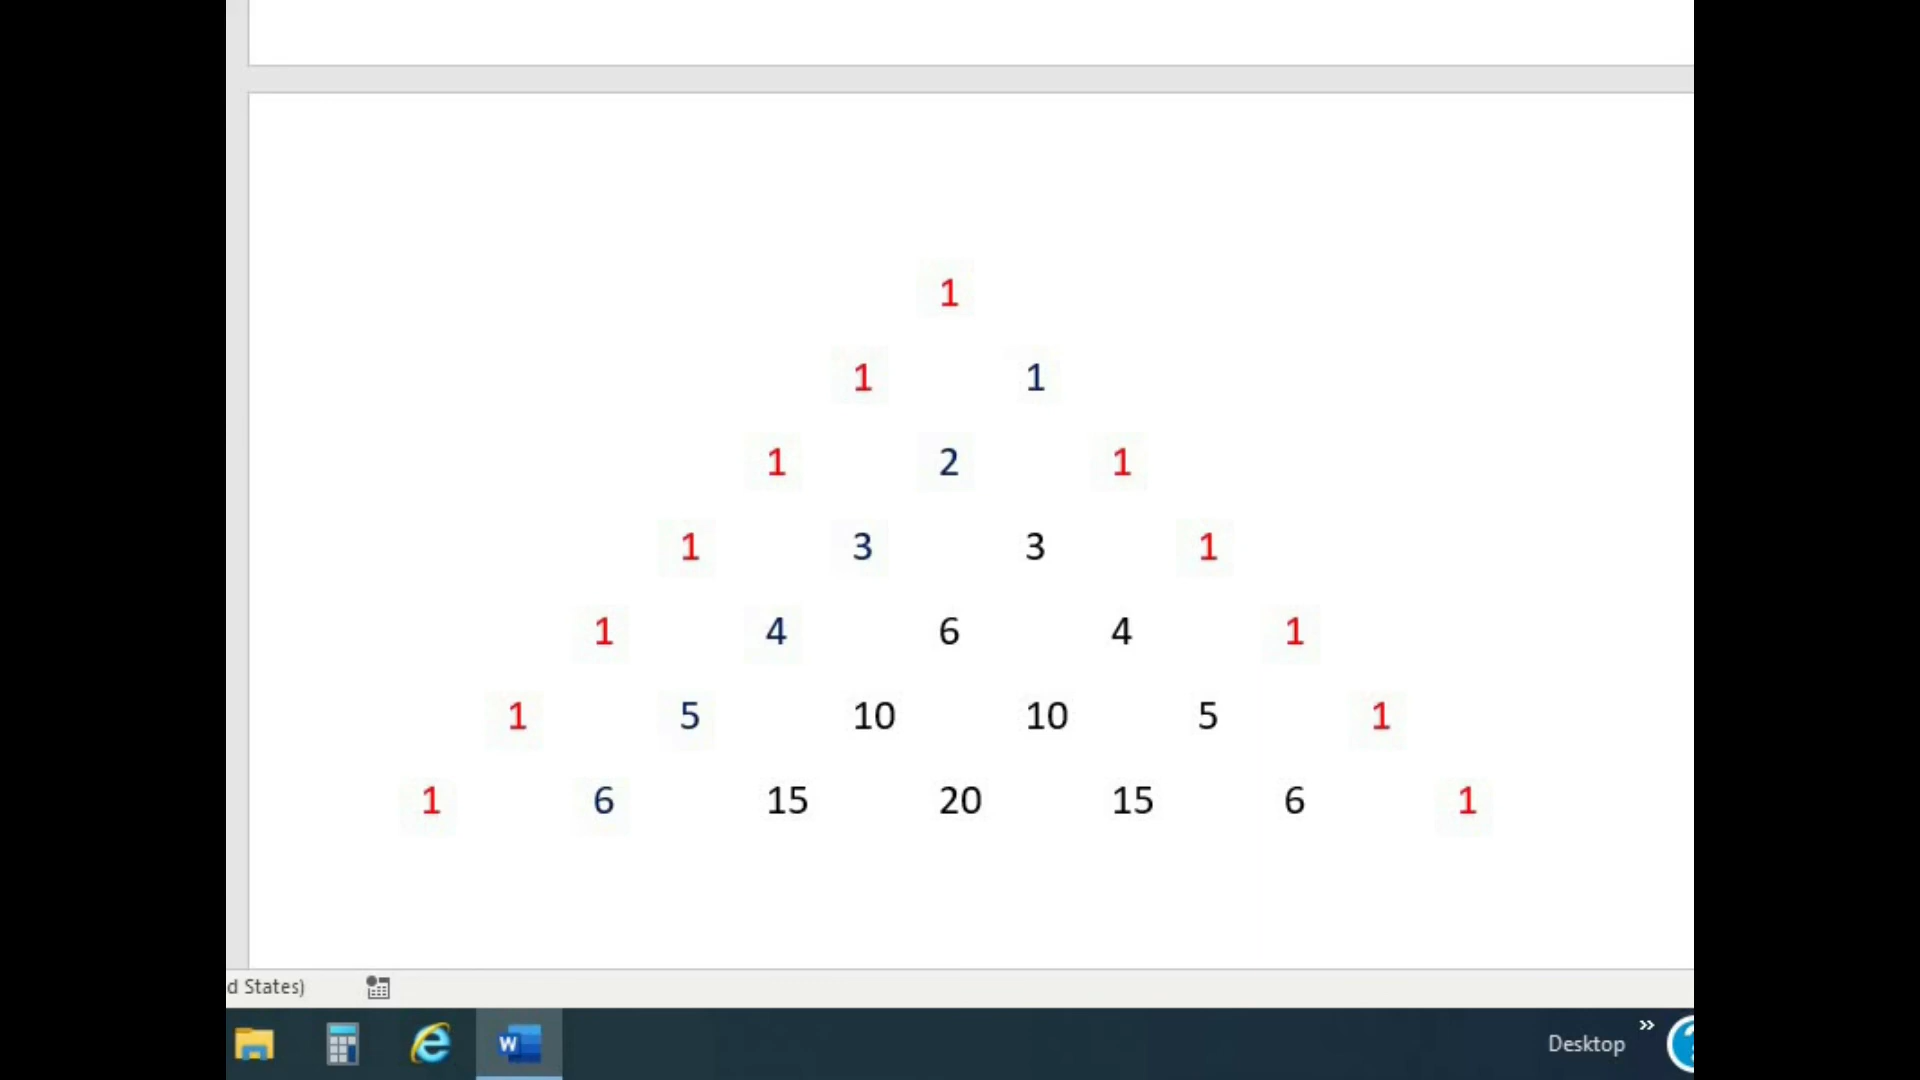 1
1 1
1 2 1
1 3 3 1
1 4 6 4 1
1 5 10 10 5 1
1 6 15 20 15 6 1
d States)
W
Desktop »